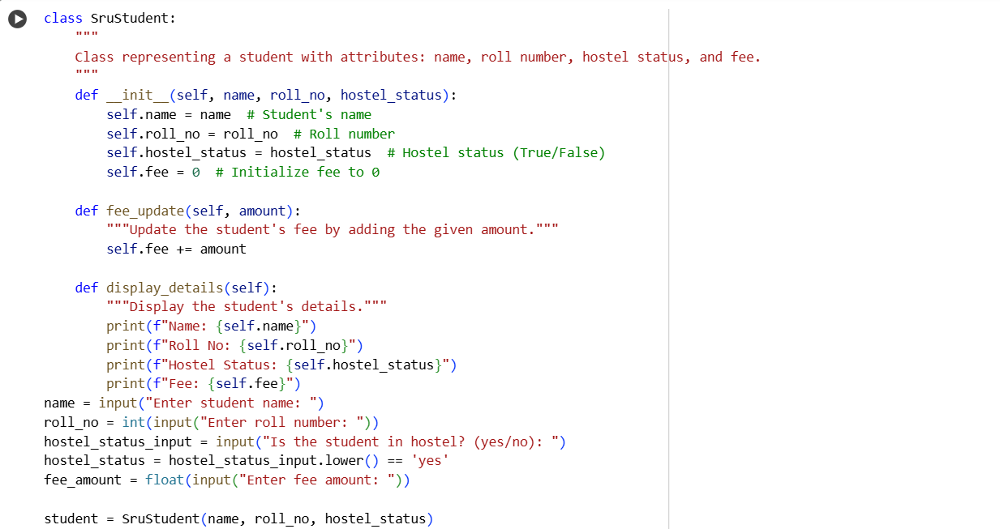 class SruStudent:
    """
    Class representing a student with attributes: name, roll number, hostel status, and fee.
    """
    def __init__(self, name, roll_no, hostel_status):
        self.name = name  # Student's name
        self.roll_no = roll_no  # Roll number
        self.hostel_status = hostel_status  # Hostel status (True/False)
        self.fee = 0  # Initialize fee to 0

    def fee_update(self, amount):
        """Update the student's fee by adding the given amount."""
        self.fee += amount

    def display_details(self):
        """Display the student's details."""
        print(f"Name: {self.name}")
        print(f"Roll No: {self.roll_no}")
        print(f"Hostel Status: {self.hostel_status}")
        print(f"Fee: {self.fee}")
name = input("Enter student name: ")
roll_no = int(input("Enter roll number: "))
hostel_status_input = input("Is the student in hostel? (yes/no): ")
hostel_status = hostel_status_input.lower() == 'yes'
fee_amount = float(input("Enter fee amount: "))

student = SruStudent(name, roll_no, hostel_status)